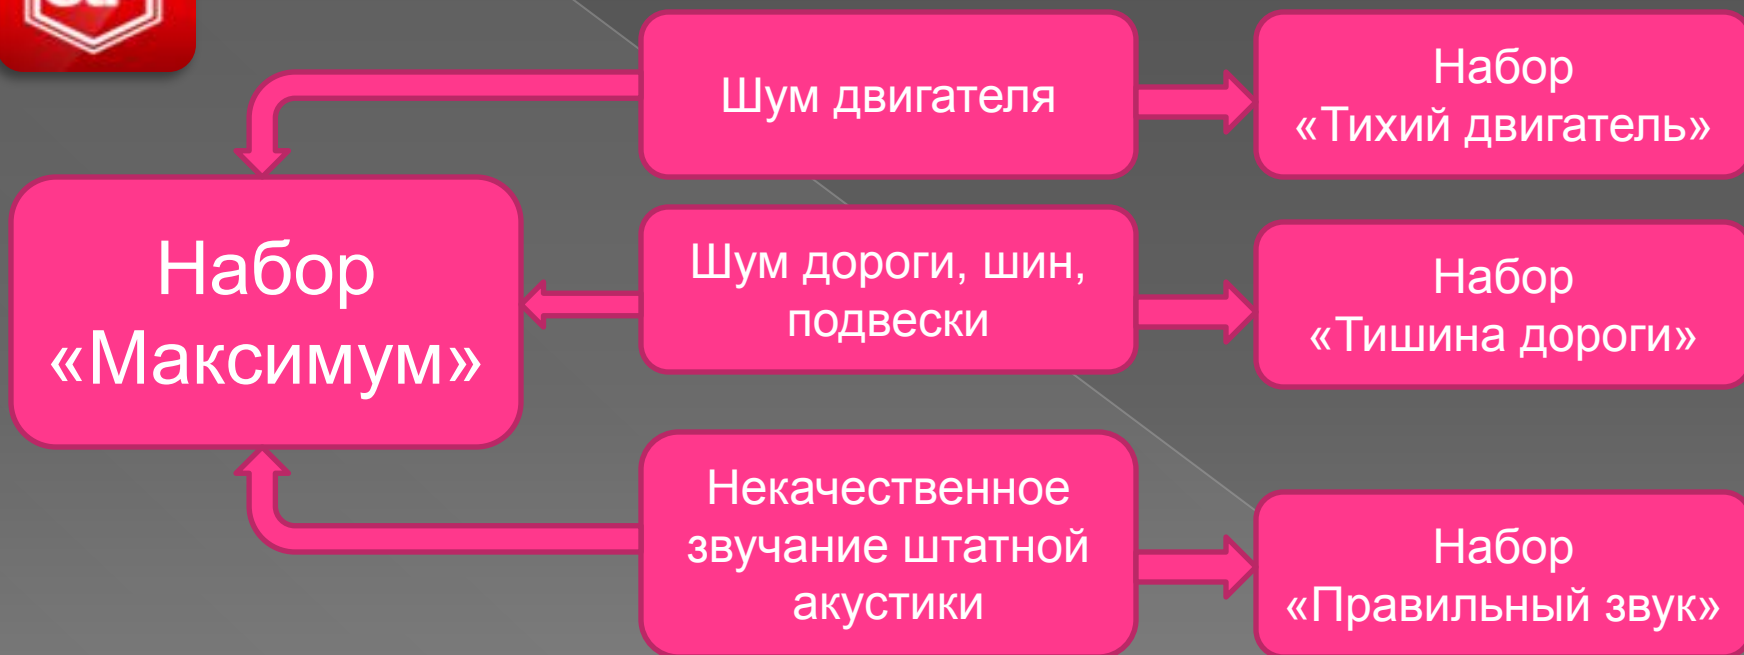 Шум двигателя
Набор
«Тихий двигатель»
Набор
«Максимум»
Шум дороги, шин,
подвески
Набор
«Тишина дороги»
Некачественное
звучание штатной
акустики
Набор
«Правильный звук»